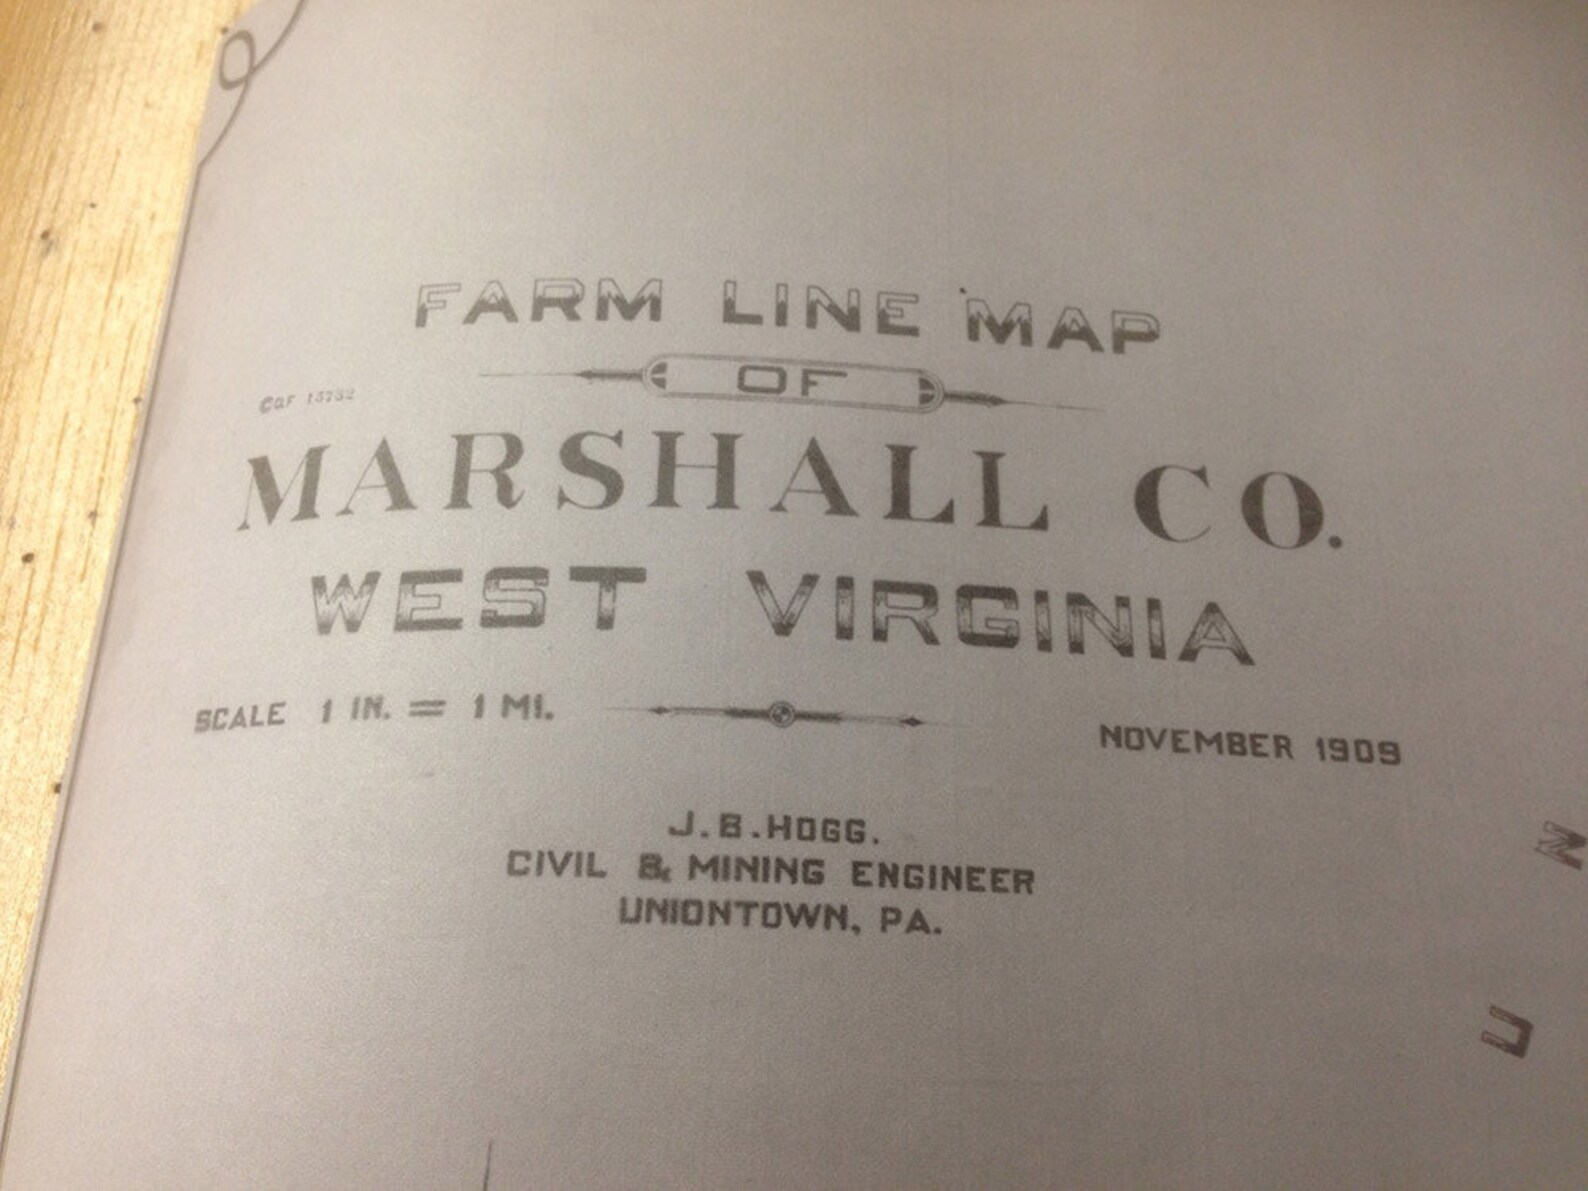 FARM LINE MAP
OF
MARSHALL CO.
WEST VIRGINIA
SCALE 1 IN. = 1 MI.
NOVEMBER 1909
J.B.HOGG.
CIVIL & MINING ENGINEER
UNIONTOWN, PA.
N
U